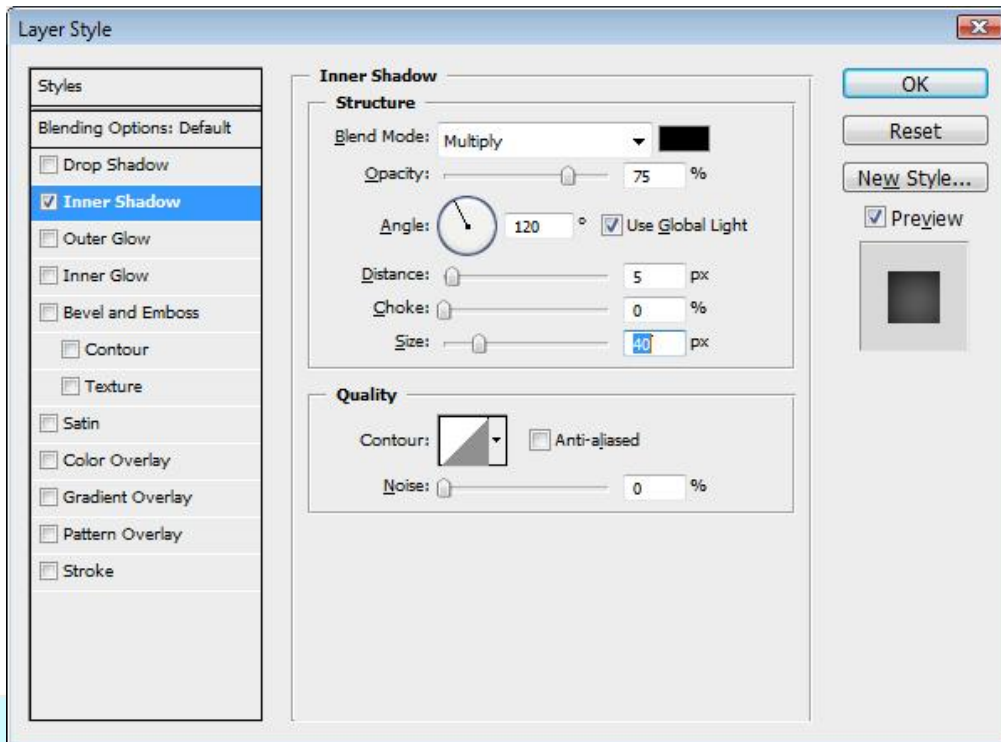 Layer Style
Styles
Blending Options: Default
Drop Shadow
Inner Shadow
Outer Glow
Inner Glow
Bevel and Emboss
Contour
Texture
Satin
Color Overlay
Gradient Overlay
Pattern Overlay
Stroke
Inner Shadow
Structure
Blend Mode: Multiply
Opacity: 75 %
Angle: 120 ° Use Global Light
Distance: 5 px
Choke: 0 %
Size: 40 px
Quality
Contour: Anti-aliased
Noise: 0 %
OK
Reset
New Style...
Preview